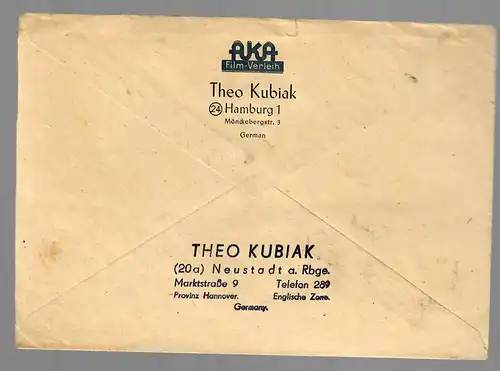 AKA
Film-Verleih
Theo Kubiak
24 Hamburg 1
Mönckebergstr. 3
German
THEO KUBIAK
(20a) Neustadt a. Rbge.
Marktstraße 9 Telefon 289
Provinz Hannover. Englische Zone.
Germany.